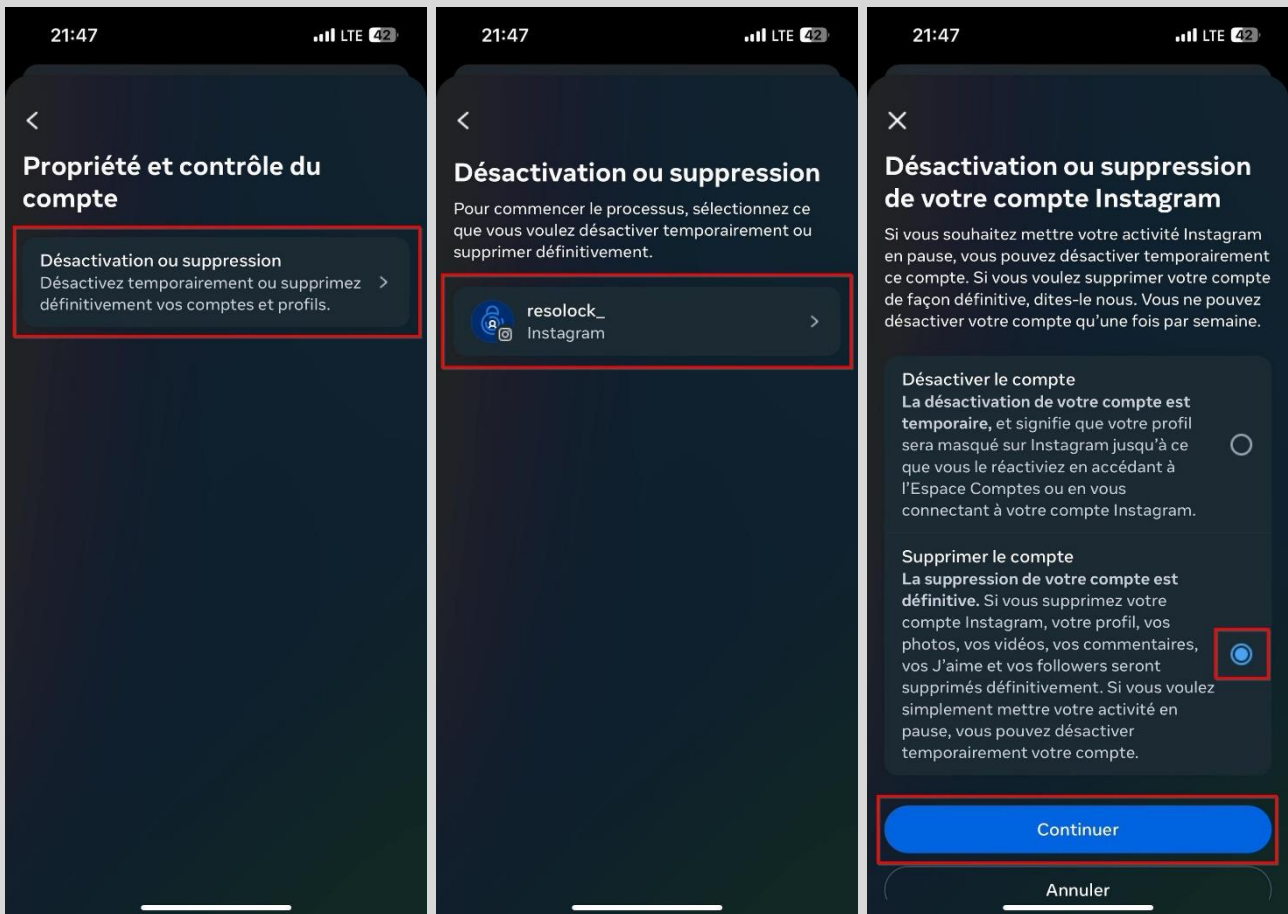 21:47
LTE 42
Propriété et contrôle du
compte
Désactivation ou suppression
Désactivez temporairement ou supprimez
définitivement vos comptes et profils.
21:47
LTE 42
Désactivation ou suppression
Pour commencer le processus, sélectionnez ce
que vous voulez désactiver temporairement ou
supprimer définitivement.
resolock_
Instagram
21:47
LTE 42
Désactivation ou suppression
de votre compte Instagram
Si vous souhaitez mettre votre activité Instagram
en pause, vous pouvez désactiver temporairement
ce compte. Si vous voulez supprimer votre compte
de façon définitive, dites-le nous. Vous ne pouvez
désactiver votre compte qu'une fois par semaine.
Désactiver le compte
La désactivation de votre compte est
temporaire, et signifie que votre profil
sera masqué sur Instagram jusqu'à ce
que vous le réactiviez en accédant à
l'Espace Comptes ou en vous
connectant à votre compte Instagram.
Supprimer le compte
La suppression de votre compte est
définitive. Si vous supprimez votre
compte Instagram, votre profil, vos
photos, vos vidéos, vos commentaires,
vos J'aime et vos followers seront
supprimés définitivement. Si vous voulez
simplement mettre votre activité en
pause, vous pouvez désactiver
temporairement votre compte.
Continuer
Annuler